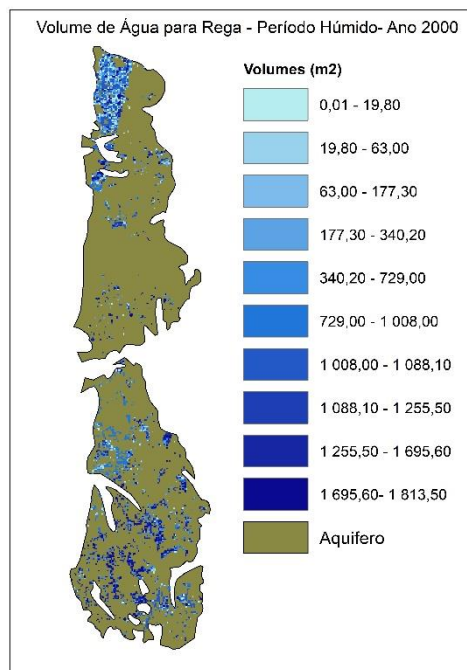 Volume de Água para Rega - Período Húmido- Ano 2000
Volumes (m2)
0,01 - 19,80
19,80 - 63,00
63,00 - 177,30
177,30 - 340,20
340,20 - 729,00
729,00 - 1 008,00
1 008,00 - 1 088,10
1 088,10 - 1 255,50
1 255,50 - 1 695,60
1 695,60- 1 813,50
Aquifero